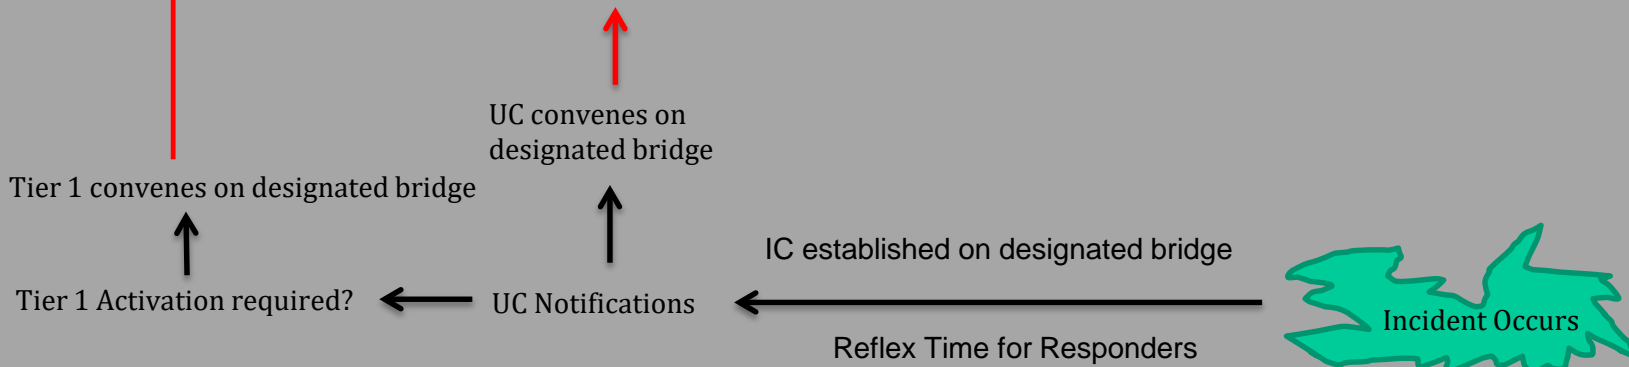 UC convenes on
designated bridge
Tier 1 convenes on designated bridge
IC established on designated bridge
Tier 1 Activation required?
UC Notifications
Incident Occurs
Reflex Time for Responders